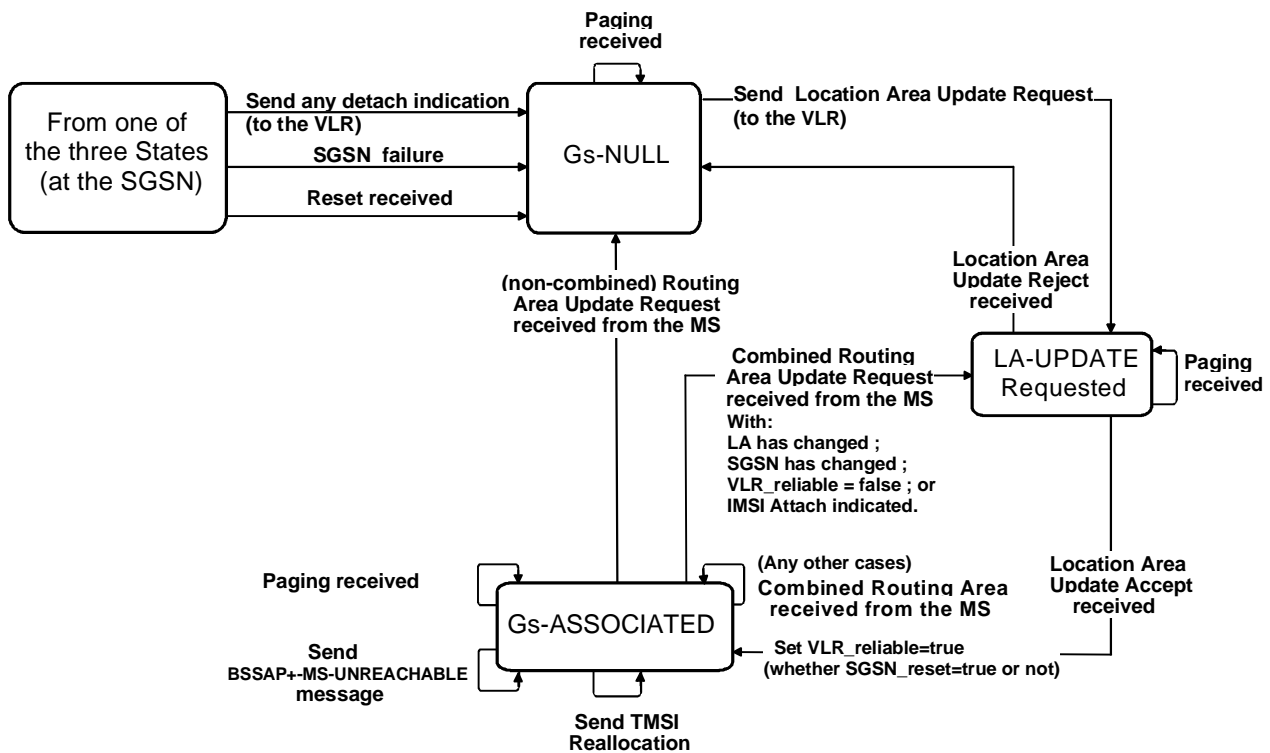 Paging
received
From one of
the three States
(at the SGSN)
Send any detach indication
(to the VLR)
SGSN failure
Reset received
Gs-NULL
Send Location Area Update Request
(to the VLR)
Location Area
Update Reject
received
(non-combined) Routing
Area Update Request
received from the MS
LA-UPDATE
Requested
Paging
received
Combined Routing
Area Update Request
received from the MS
With:
LA has changed ;
SGSN has changed ;
VLR_reliable = false ; or
IMSI Attach indicated.
Location Area
Update Accept
received
Paging received
(Any other cases)
Combined Routing Area
received from the MS
Gs-ASSOCIATED
Set VLR_reliable=true
(whether SGSN_reset=true or not)
Send
BSSAP+-MS-UNREACHABLE
message
Send TMSI
Reallocation